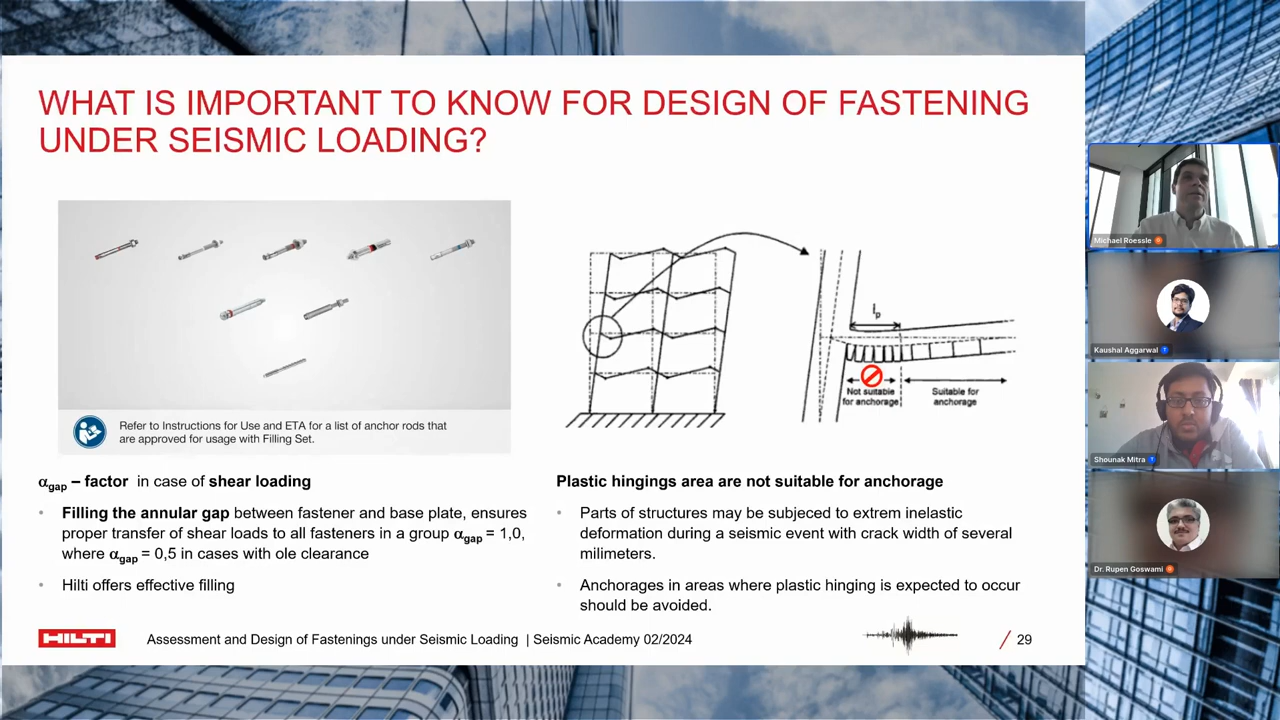 WHAT IS IMPORTANT TO KNOW FOR DESIGN OF FASTENING
UNDER SEISMIC LOADING?
Refer to Instructions for Use and ETA for a list of anchor rods that
are approved for usage with Filling Set.
lp
Not suitable
for anchorage
Suitable for
anchorage
αgap – factor in case of shear loading
• Filling the annular gap between fastener and base plate, ensures
proper transfer of shear loads to all fasteners in a group αgap = 1,0,
where αgap = 0,5 in cases with ole clearance
• Hilti offers effective filling
Plastic hingings area are not suitable for anchorage
• Parts of structures may be subjeced to extrem inelastic
deformation during a seismic event with crack width of several
milimeters.
• Anchorages in areas where plastic hinging is expected to occur
should be avoided.
HILTI
Assessment and Design of Fastenings under Seismic Loading | Seismic Academy 02/2024
/ 29
Michael Roessle
Kaushal Aggarwal
Shounak Mitra
Dr. Rupen Goswami